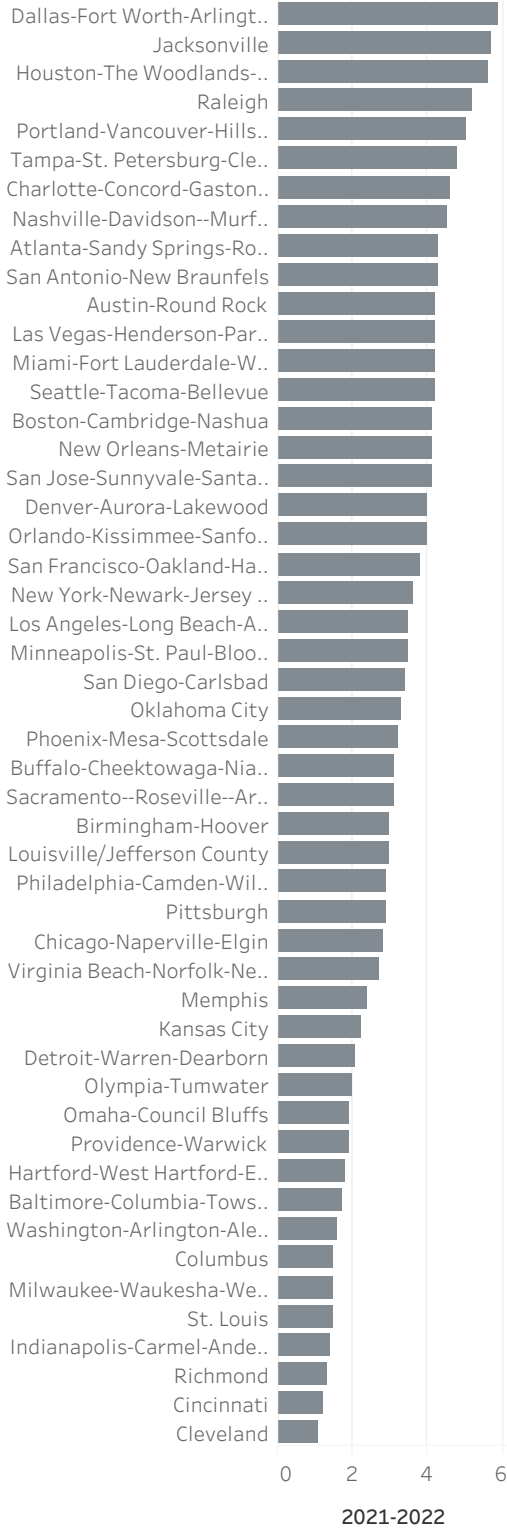 Dallas-Fort Worth-Arlingt..
Jacksonville
Houston-The Woodlands-..
Raleigh
Portland-Vancouver-Hills..
Tampa-St. Petersburg-Cle..
Charlotte-Concord-Gaston..
Nashville-Davidson--Murf..
Atlanta-Sandy Springs-Ro..
San Antonio-New Braunfels
Austin-Round Rock
Las Vegas-Henderson-Par..
Miami-Fort Lauderdale-W..
Seattle-Tacoma-Bellevue
Boston-Cambridge-Nashua
New Orleans-Metairie
San Jose-Sunnyvale-Santa..
Denver-Aurora-Lakewood
Orlando-Kissimmee-Sanfo..
San Francisco-Oakland-Ha..
New York-Newark-Jersey ..
Los Angeles-Long Beach-A..
Minneapolis-St. Paul-Bloo..
San Diego-Carlsbad
Oklahoma City
Phoenix-Mesa-Scottsdale
Buffalo-Cheektowaga-Nia..
Sacramento--Roseville--Ar..
Birmingham-Hoover
Louisville/Jefferson County
Philadelphia-Camden-Wil..
Pittsburgh
Chicago-Naperville-Elgin
Virginia Beach-Norfolk-Ne..
Memphis
Kansas City
Detroit-Warren-Dearborn
Olympia-Tumwater
Omaha-Council Bluffs
Providence-Warwick
Hartford-West Hartford-E..
Baltimore-Columbia-Tows..
Washington-Arlington-Ale..
Columbus
Milwaukee-Waukesha-We..
St. Louis
Indianapolis-Carmel-Ande..
Richmond
Cincinnati
Cleveland
0 2 4 6
2021-2022